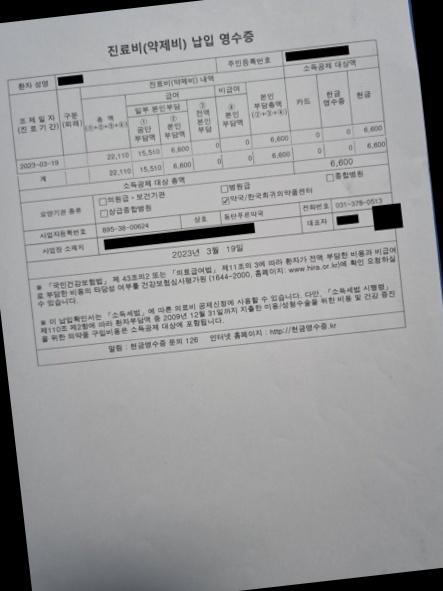 진료비(약제비) 납입 영수증
환자 성명 주민등록번호
진료비(약제비) 내역 소득공제 대상액
조 제 일 자 (진 료 기 간) 구분 (외래) 총 액 (①+②+③+④) 급여 비급여 본인 부담총액 (②+③+④) 카드 현금 영수증 현금
일부 본인부담 ③ 전액 본인 부담 ④ 본인 부담액
① 공단 부담액 ② 본인 부담액
2023-03-19 22,110 15,510 6,600 0 0 6,600 0 0 6,600
계 22,110 15,510 6,600 0 0 6,600 0 0 6,600
소득공제 대상 총액 6,600
요양기관 종류 □의원급 - 보건기관 □병원급 □종합병원
□상급종합병원 ☑약국/한국희귀의약품센터
사업자등록번호 895-38-00624 상호 동탄푸른약국 전화번호 031-378-0513
사업장 소재지 대표자
2023년 3월 19일
※ 『국민건강보험법』 제 43조의2 또는 『의료급여법』 제11조의 3에 따라 환자가 전액 부담한 비용과 비급여
로 부담한 비용의 타당성 여부를 건강보험심사평가원 (1644-2000, 홈페이지: www.hira.or.kr)에 확인 요청하실
수 있습니다.
※ 이 납입확인서는 『소득세법』에 따른 의료비 공제신청에 사용할 수 있습니다. 다만, 『소득세법 시행령』
제110조 제2항에 따라 환자부담액 중 2009년 12월 31일까지 지출한 미용/성형수술을 위한 비용 및 건강 증진
을 위한 의약품 구입비용은 소득공제 대상에 포함됩니다.
알림 : 현금영수증 문의 126 인터넷 홈페이지 : http://현금영수증.kr